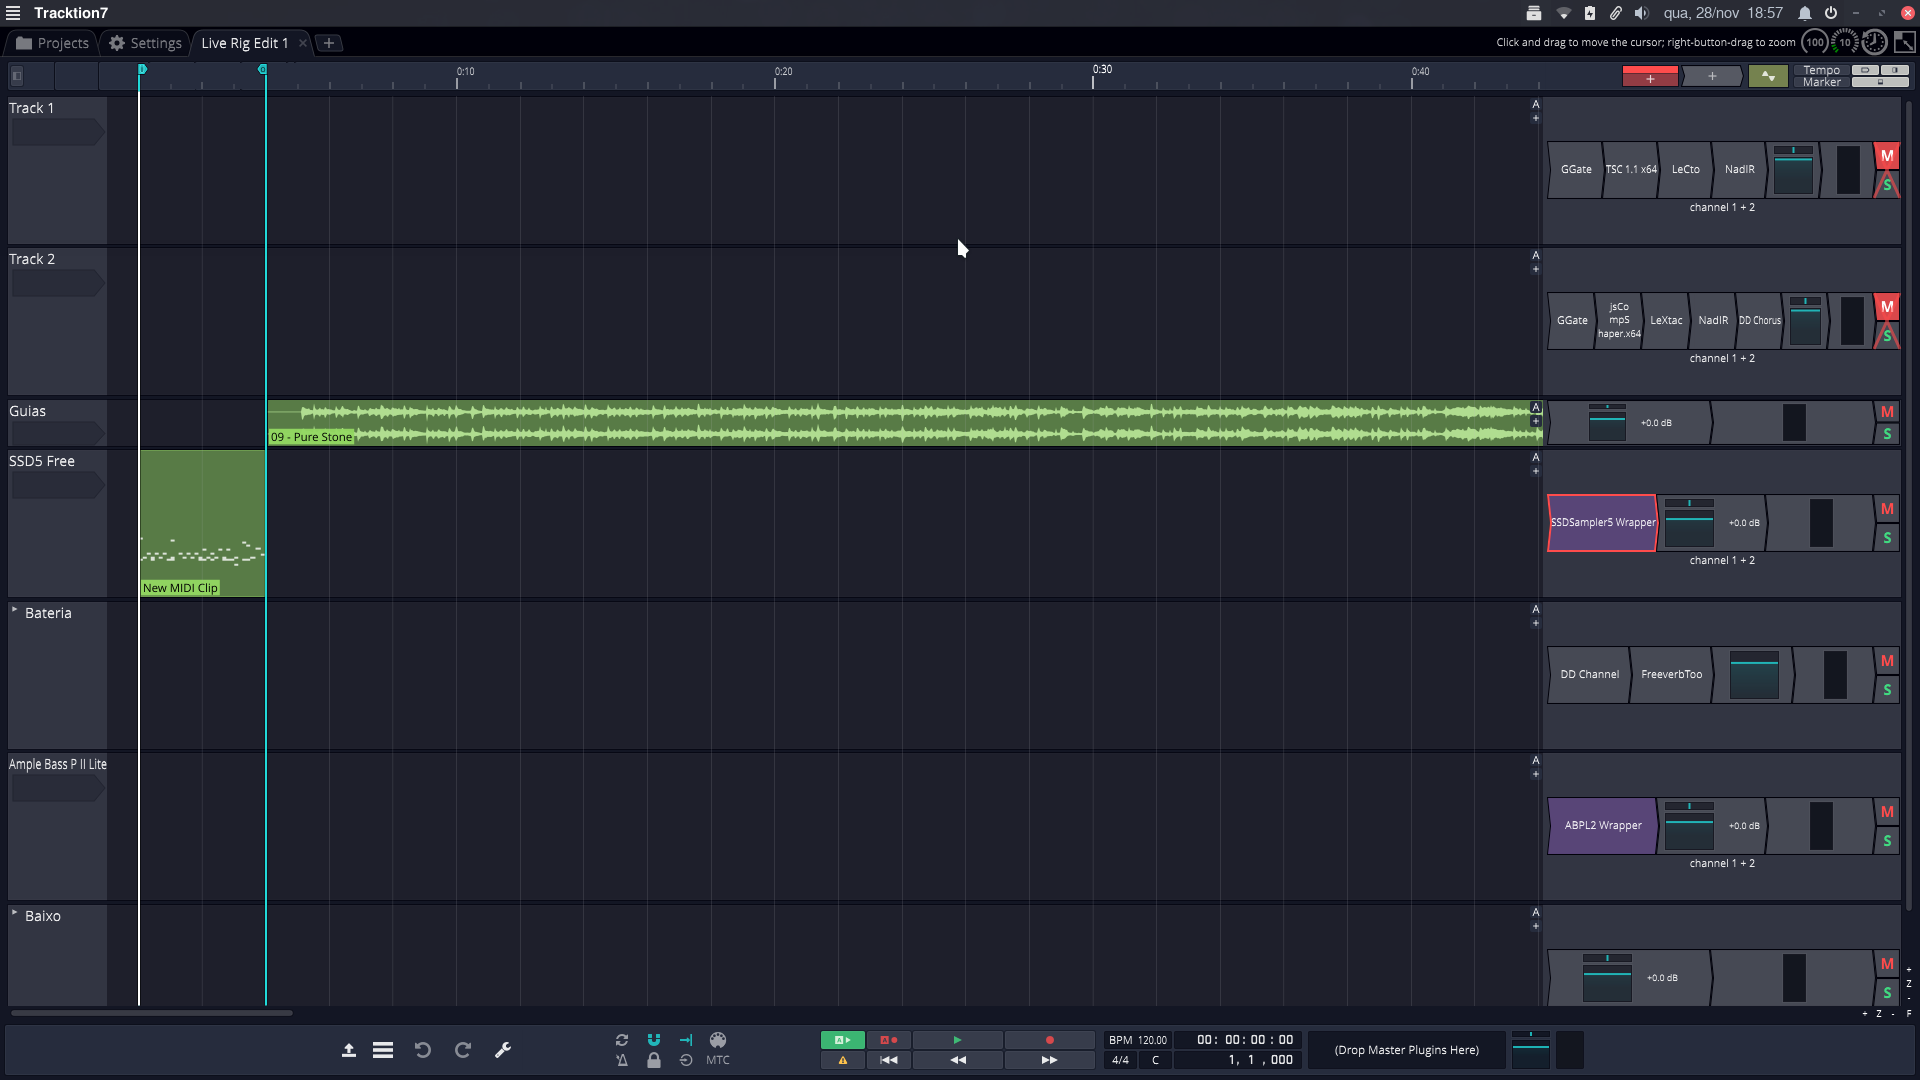 Tracktion7
qua, 28/nov 18:57
Projects
Settings
Live Rig Edit 1
Click and drag to move the cursor; right-button-drag to zoom
100
10
0:10
0:20
0:30
0:40
Tempo
Marker
Track 1
A
GGate
TSC 1.1 x64
LeCto
NadIR
M
S
channel 1 + 2
Track 2
A
GGate
jsCo
mpS
haper.x64
LeXtac
NadIR
DD Chorus
M
S
channel 1 + 2
Guias
09 - Pure Stone
A
+0.0 dB
M
S
SSD5 Free
New MIDI Clip
A
SSDSampler5 Wrapper
+0.0 dB
M
S
channel 1 + 2
Bateria
A
DD Channel
FreeverbToo
M
S
Ample Bass P II Lite
A
ABPL2 Wrapper
+0.0 dB
M
S
channel 1 + 2
Baixo
A
+0.0 dB
M
S
+
Z
-
+ Z - F
MTC
A
A
BPM 120.00
00: 00: 00: 00
4/4
C
1, 1 , 000
(Drop Master Plugins Here)